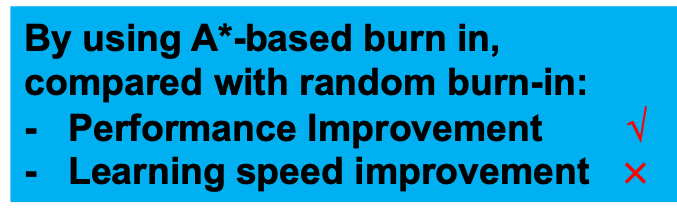 By using A*-based burn in,
compared with random burn-in:
- Performance Improvement √
- Learning speed improvement ×